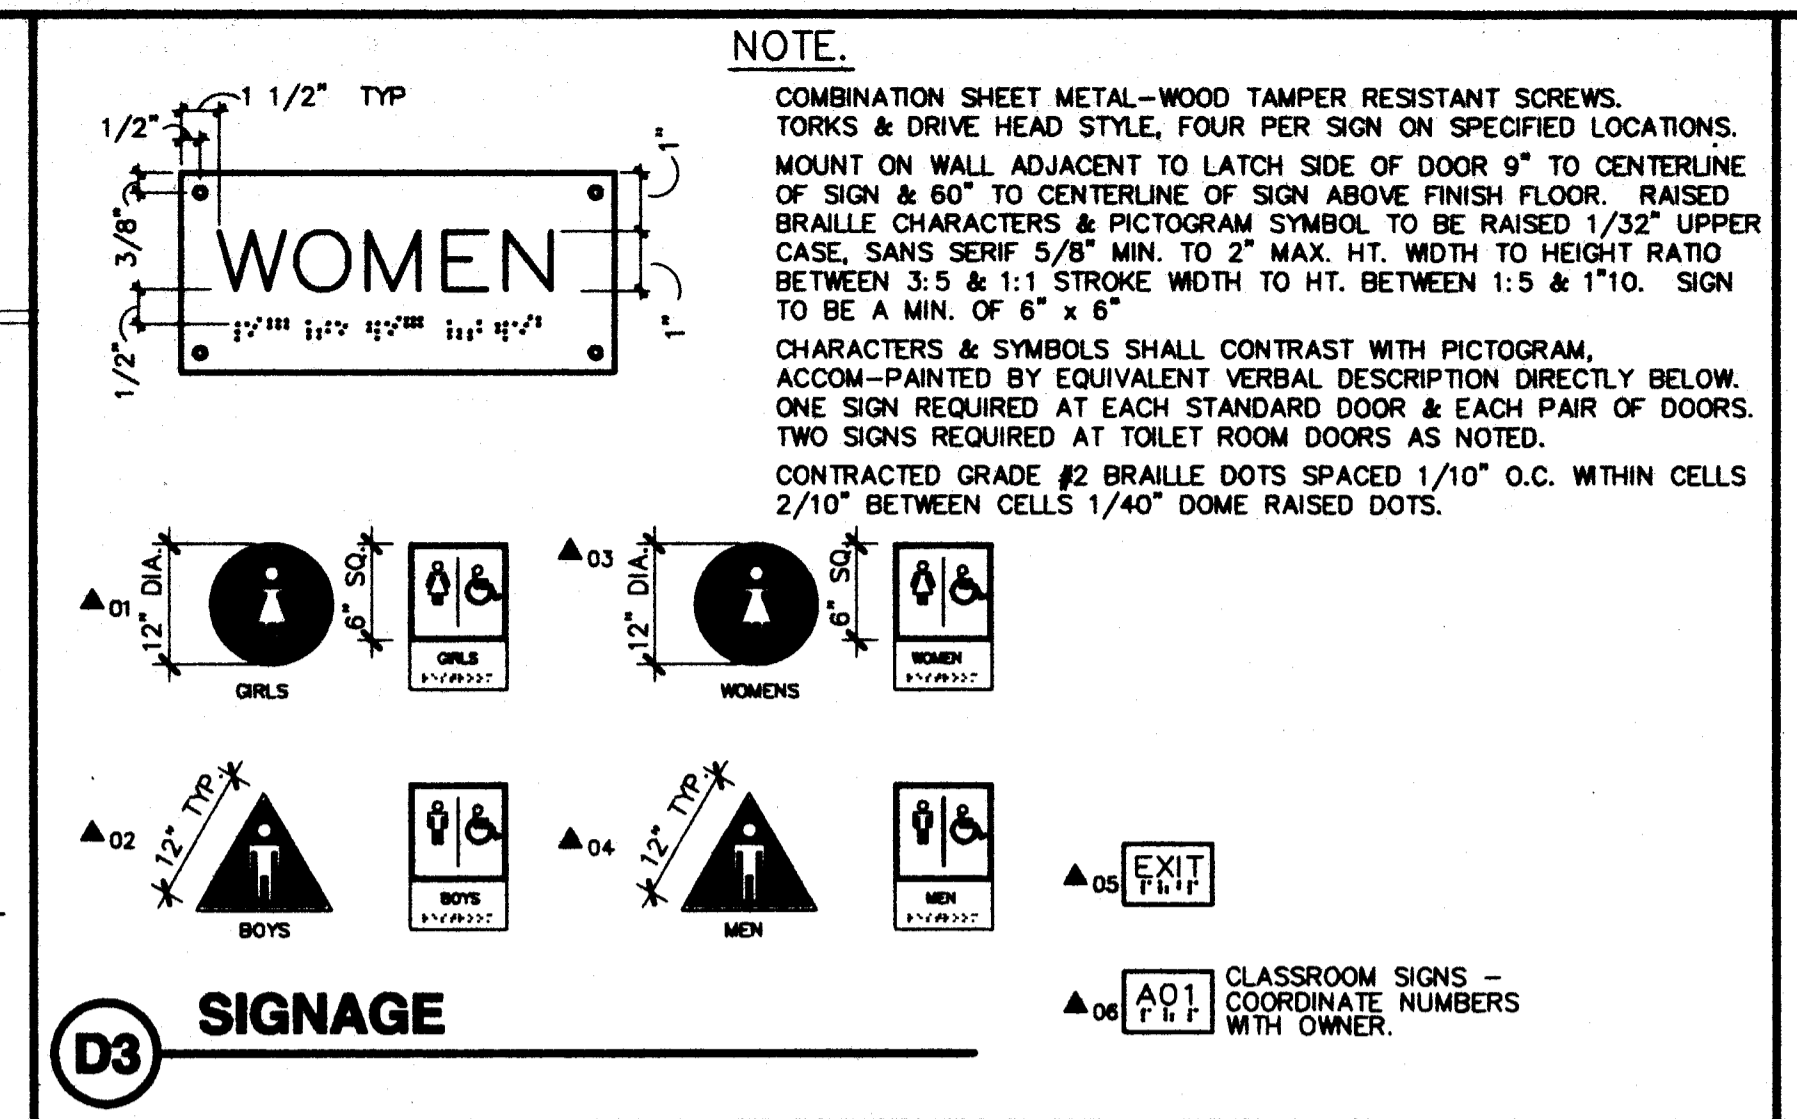 NOTE.
COMBINATION SHEET METAL-WOOD TAMPER RESISTANT SCREWS.
TORKS & DRIVE HEAD STYLE, FOUR PER SIGN ON SPECIFIED LOCATIONS.
MOUNT ON WALL ADJACENT TO LATCH SIDE OF DOOR 9" TO CENTERLINE
OF SIGN & 60" TO CENTERLINE OF SIGN ABOVE FINISH FLOOR. RAISED
BRAILLE CHARACTERS & PICTOGRAM SYMBOL TO BE RAISED 1/32" UPPER
CASE, SANS SERIF 5/8" MIN. TO 2" MAX. HT. WIDTH TO HEIGHT RATIO
BETWEEN 3:5 & 1:1 STROKE WIDTH TO HT. BETWEEN 1:5 & 1"10. SIGN
TO BE A MIN. OF 6" x 6"
CHARACTERS & SYMBOLS SHALL CONTRAST WITH PICTOGRAM,
ACCOM-PAINTED BY EQUIVALENT VERBAL DESCRIPTION DIRECTLY BELOW.
ONE SIGN REQUIRED AT EACH STANDARD DOOR & EACH PAIR OF DOORS.
TWO SIGNS REQUIRED AT TOILET ROOM DOORS AS NOTED.
CONTRACTED GRADE #2 BRAILLE DOTS SPACED 1/10" O.C. WITHIN CELLS
2/10" BETWEEN CELLS 1/40" DOME RAISED DOTS.
1 1/2" TYP
1/2"
3/8"
1/2"
1"
1"
WOMEN
01
12" DIA.
GIRLS
6" SQ.
GIRLS
03
12" DIA.
WOMENS
6" SQ.
WOMEN
02
12" TYP.
BOYS
BOYS
04
12" TYP.
MEN
MEN
05
EXIT
06
A01
CLASSROOM SIGNS -
COORDINATE NUMBERS
WITH OWNER.
D3
SIGNAGE